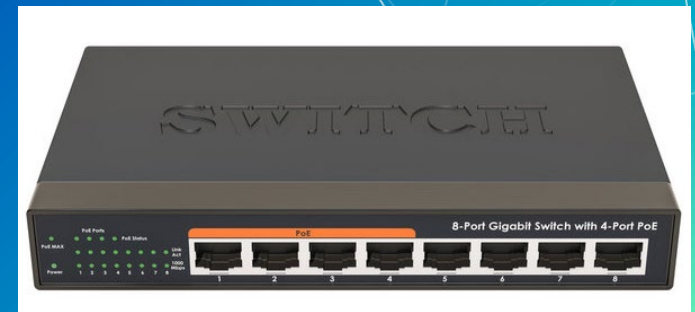 SWITCH
PoE Ports
PoE Status
PoE MAX
Link
Act
1000
Mbps
Power
1 2 3 4 5 6 7 8
PoE
8-Port Gigabit Switch with 4-Port PoE
1 2 3 4 5 6 7 8